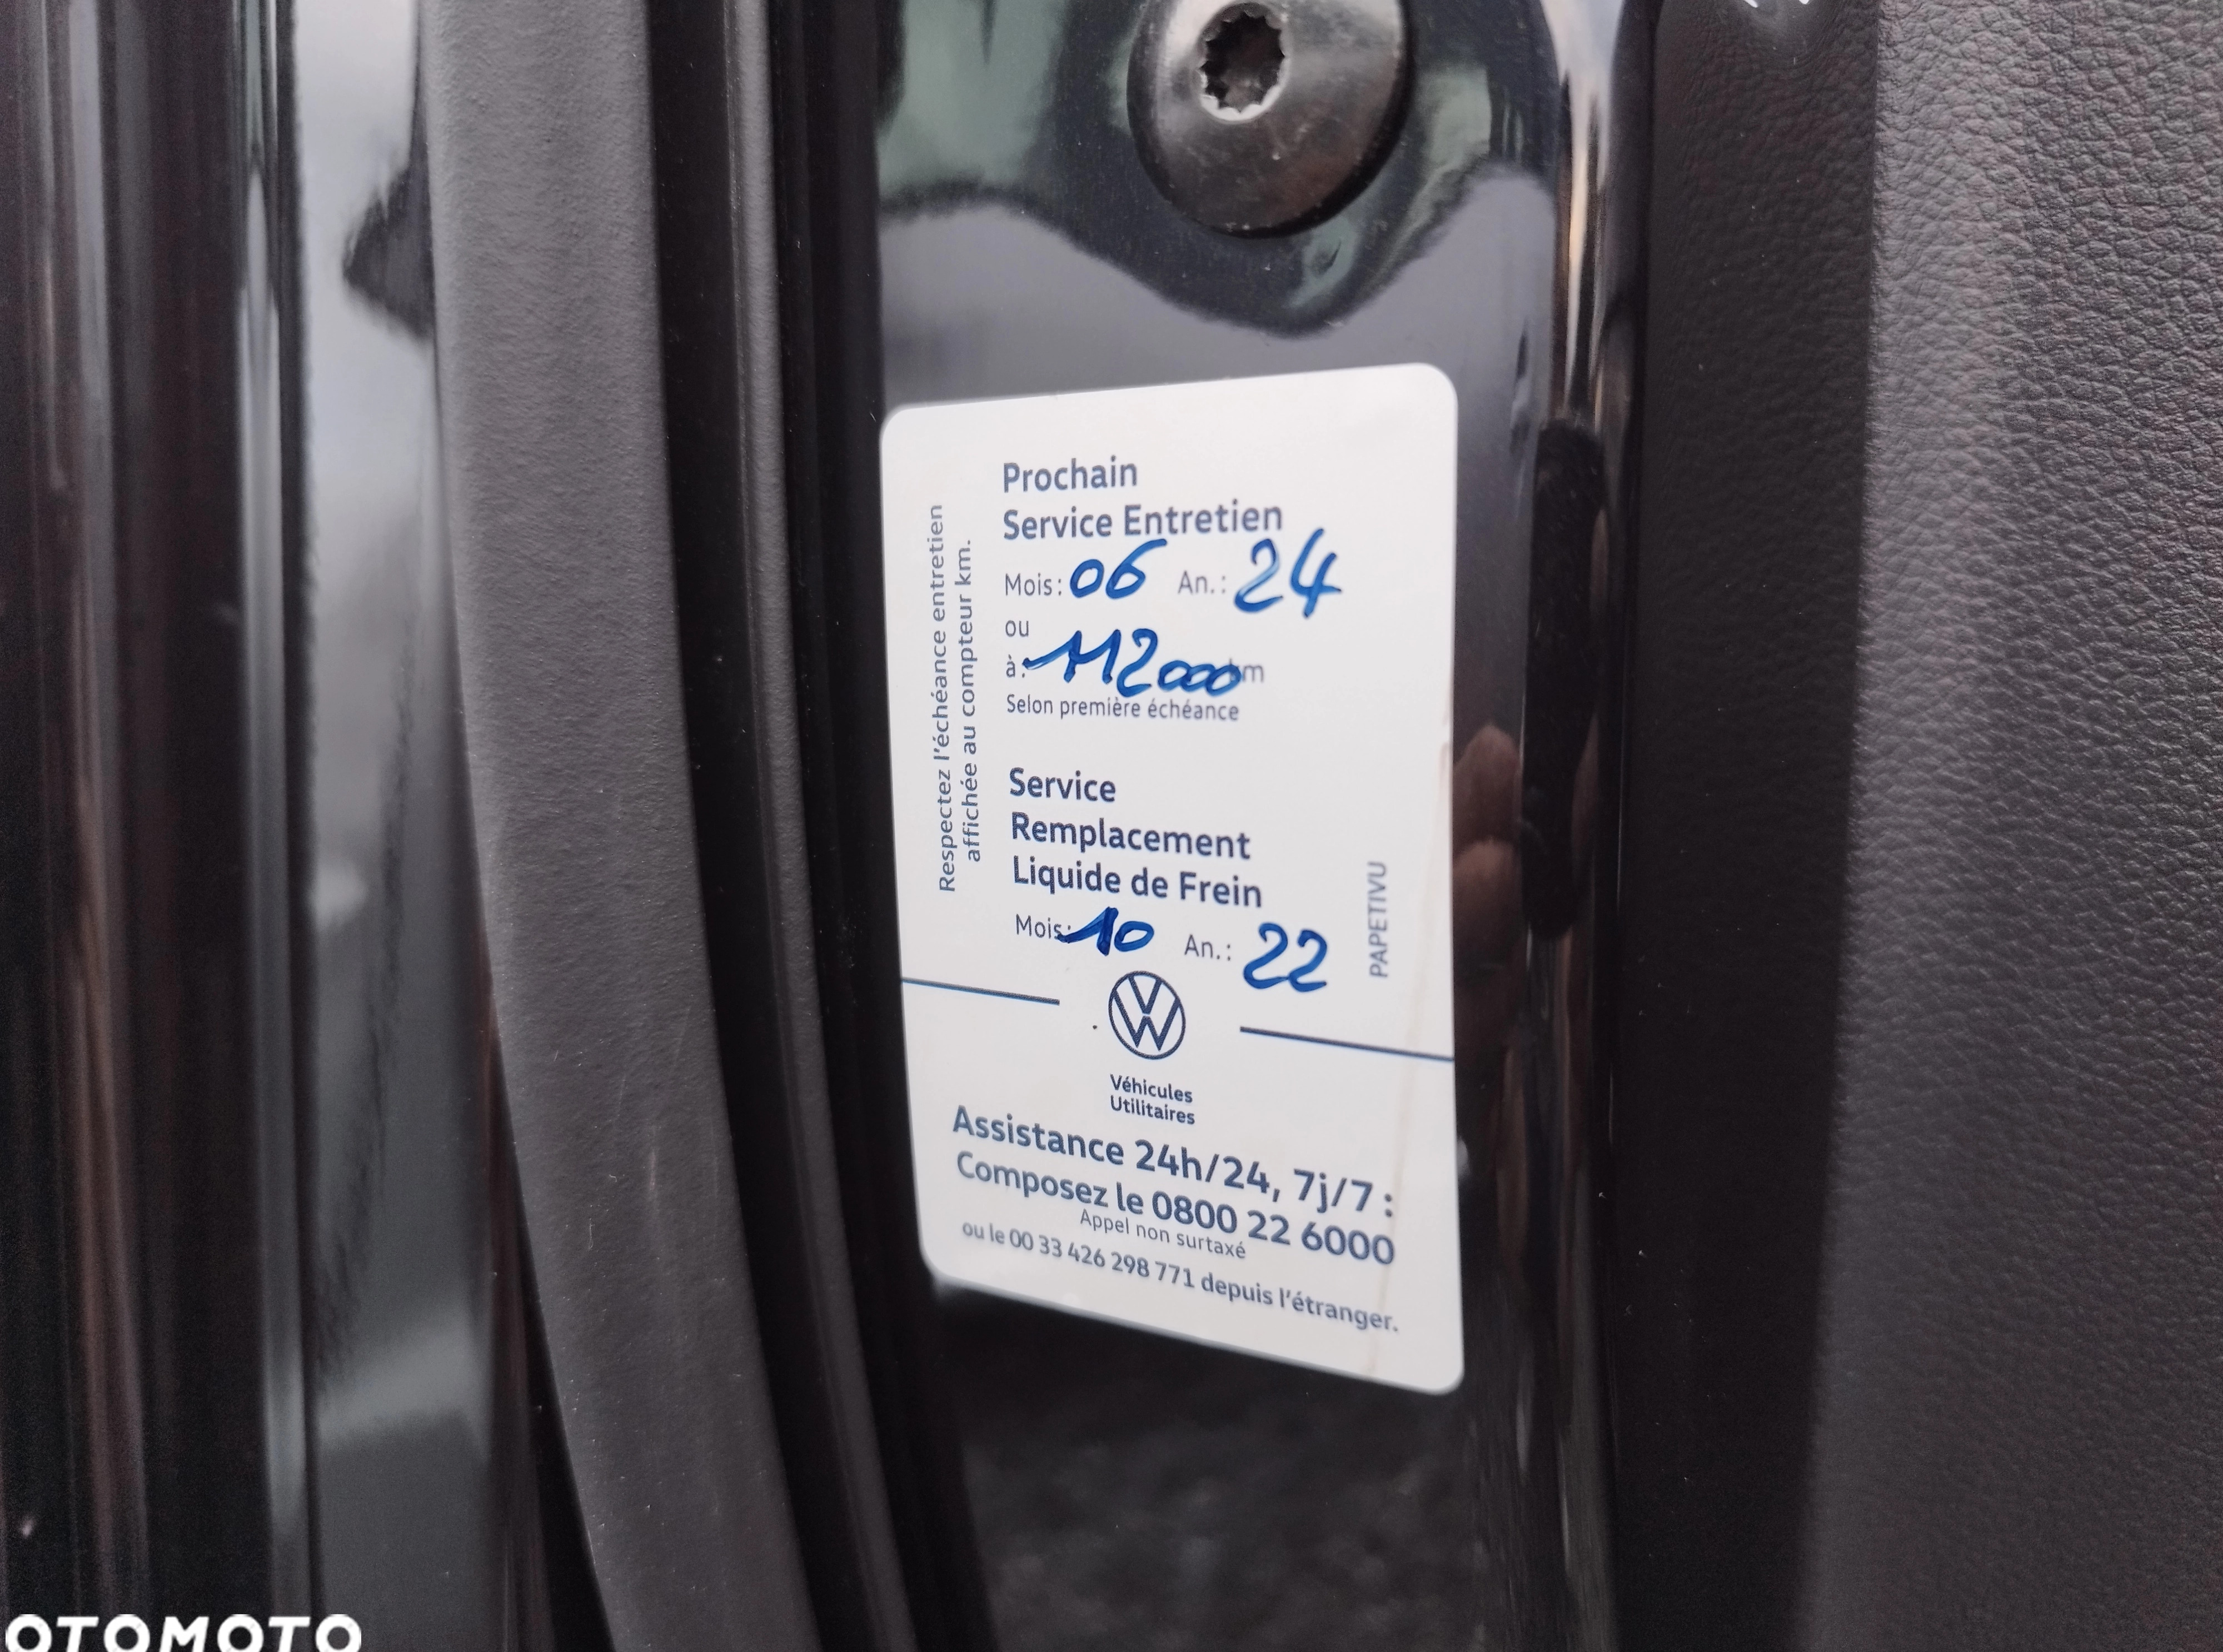 Prochain
Service Entretien
Mois: 06 An.: 24
ou
à: 112000 km
Selon première échéance
Respectez l'échéance entretien
affichée au compteur km.
Service
Remplacement
Liquide de Frein
Mois: 10 An.: 22
PAPETIVU
Véhicules
Utilitaires
Assistance 24h/24, 7j/7 :
Composez le 0800 22 6000
Appel non surtaxé
ou le 00 33 426 298 771 depuis l'étranger.
OTOMOTO